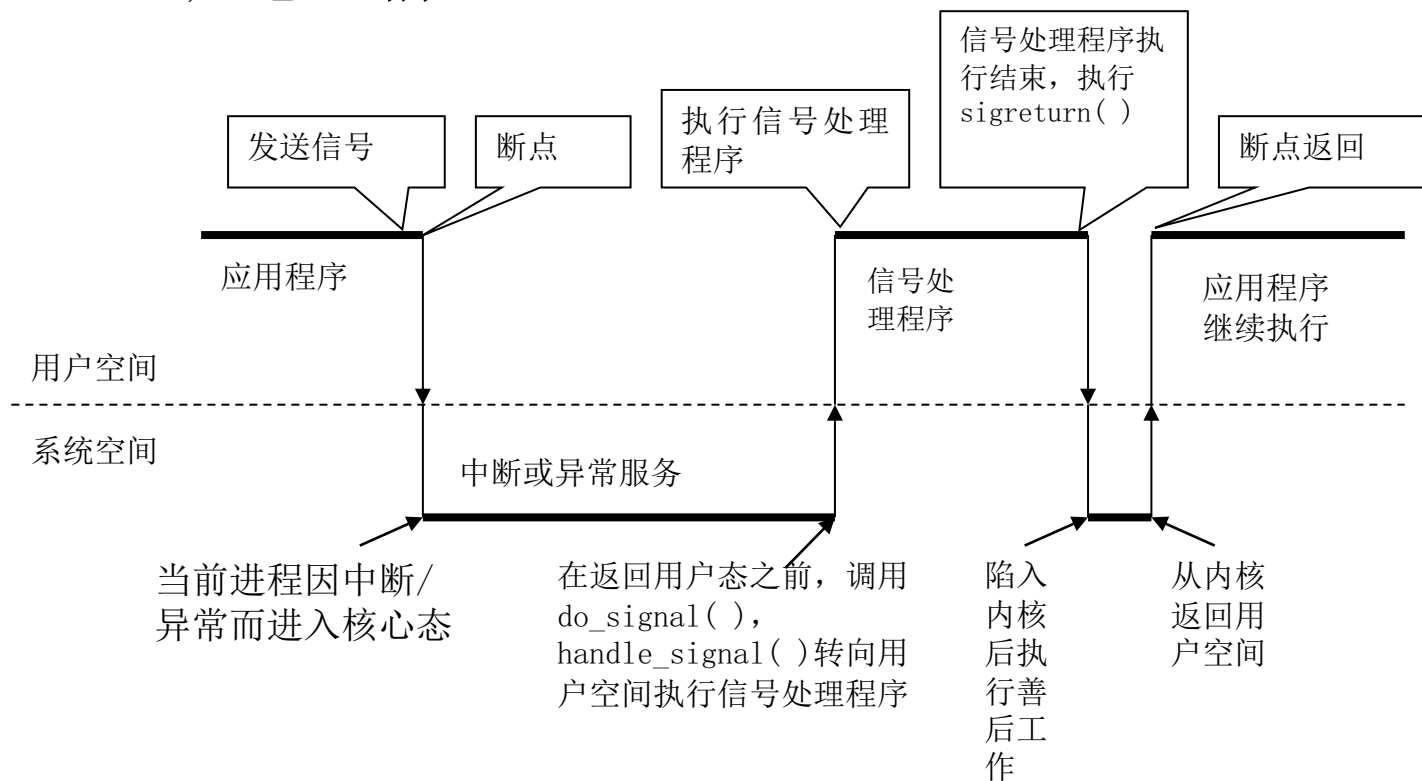 信号处理程序执
行结束，执行
sigreturn( )
发送信号
断点
执行信号处理
程序
断点返回
应用程序
信号处
理程序
应用程序
继续执行
用户空间
系统空间
中断或异常服务
当前进程因中断/
异常而进入核心态
在返回用户态之前，调用
do_signal( ),
handle_signal( )转向用
户空间执行信号处理程序
陷入
内核
后执
行善
后工
作
从内核
返回用
户空间